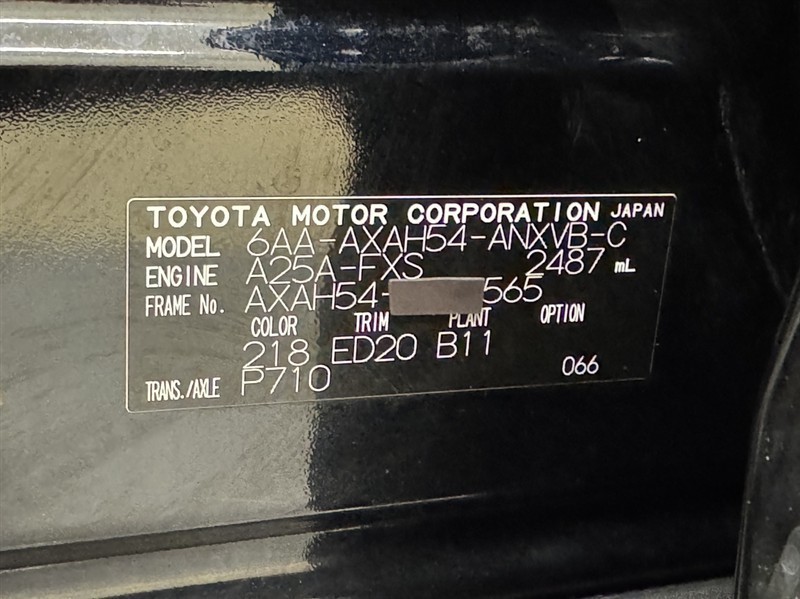 TOYOTA MOTOR CORPORATION JAPAN
MODEL 6AA-AXAH54-ANXVB-C
ENGINE A25A-FXS 2487 mL
FRAME No. AXAH54- 565
COLOR TRIM PLANT OPTION
218 ED20 B11
TRANS./AXLE P710 066